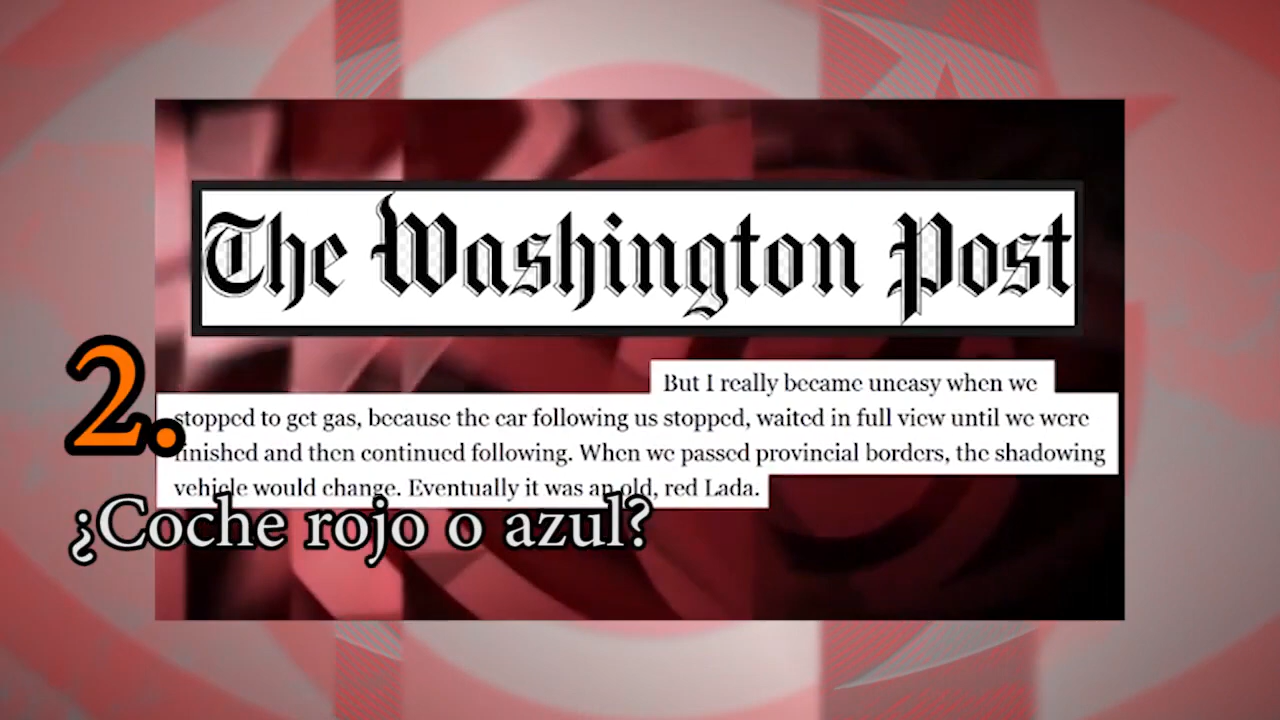 The Washington Post
But I really became uneasy when we
stopped to get gas, because the car following us stopped, waited in full view until we were
finished and then continued following. When we passed provincial borders, the shadowing
vehicle would change. Eventually it was an old, red Lada.
2.
¿Coche rojo o azul?